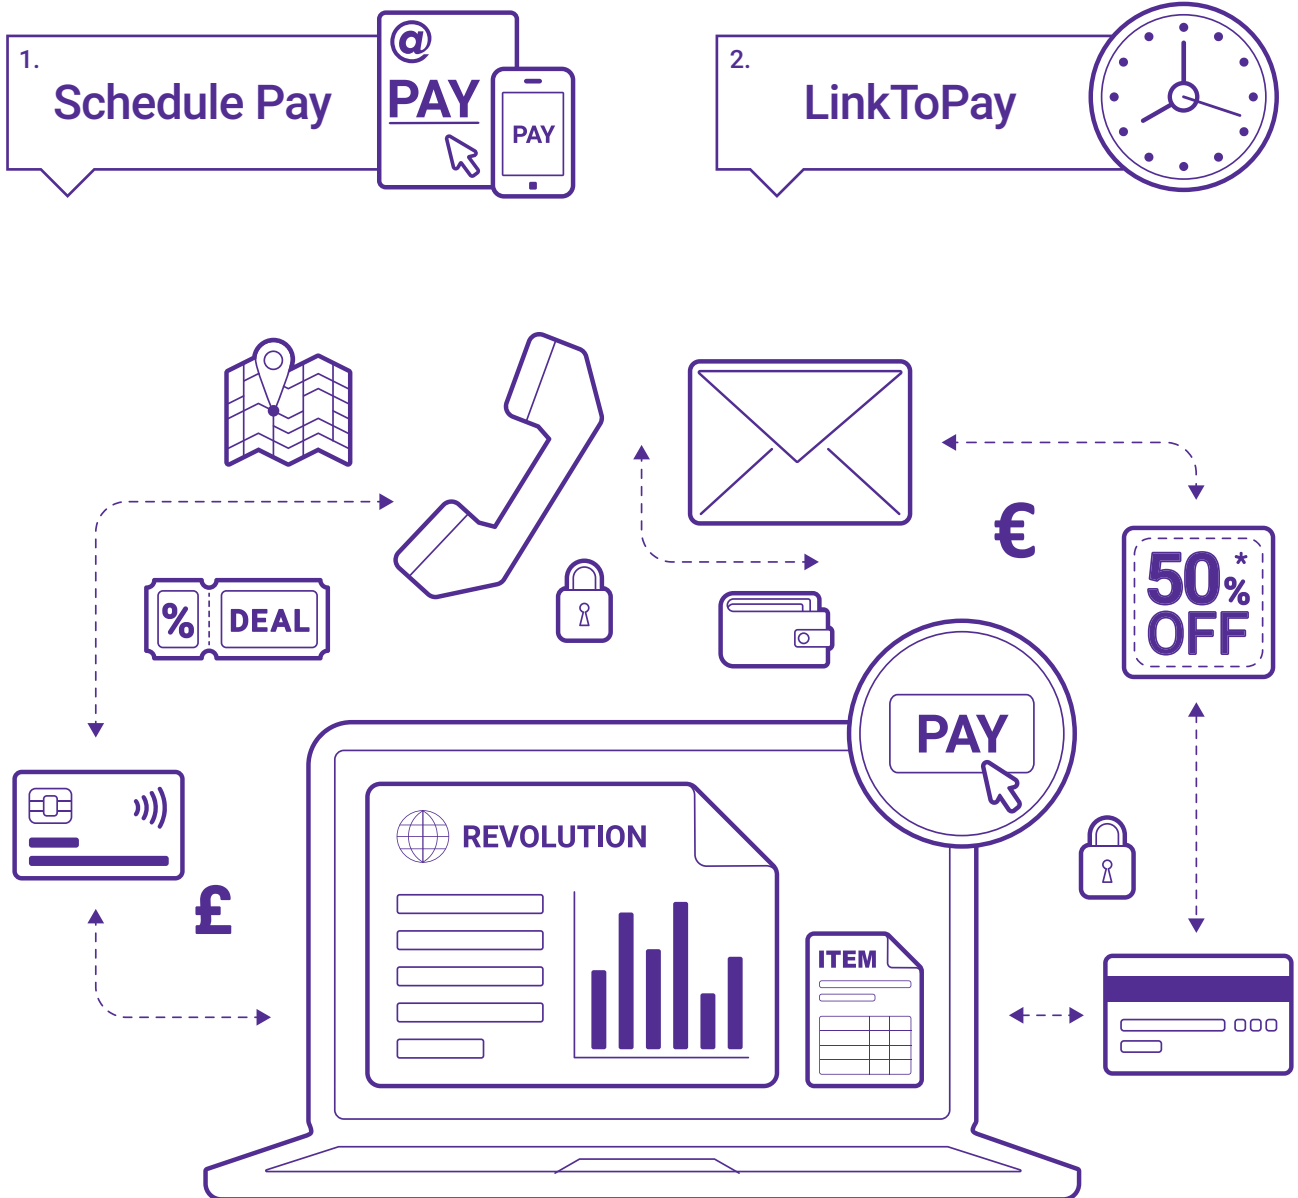 1.
Schedule Pay
@
PAY
PAY
2.
LinkToPay
€
50%*
OFF
% DEAL
PAY
REVOLUTION
£
ITEM